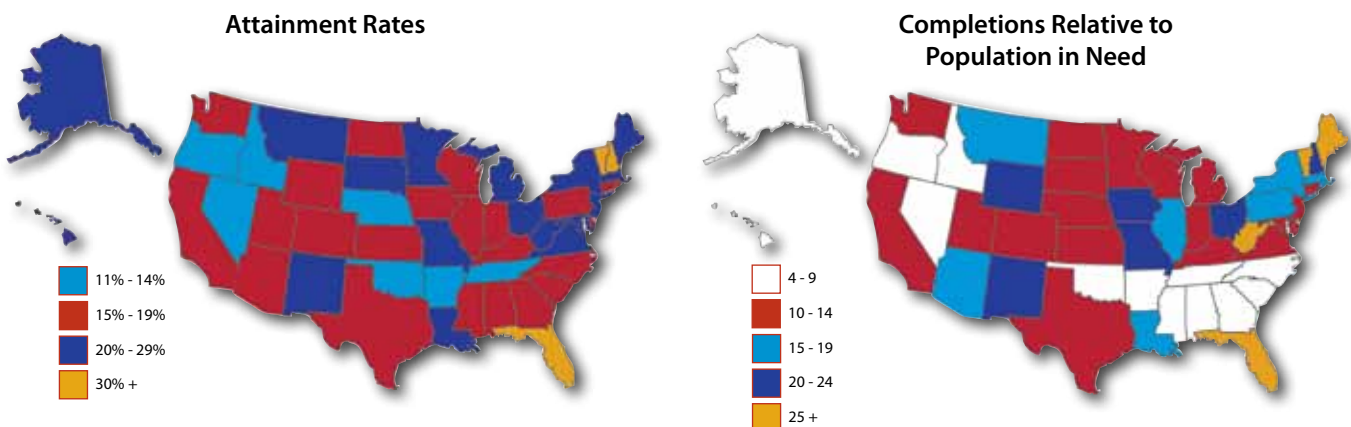 Attainment Rates
11% - 14%
15% - 19%
20% - 29%
30% +
Completions Relative to
Population in Need
4 - 9
10 - 14
15 - 19
20 - 24
25 +